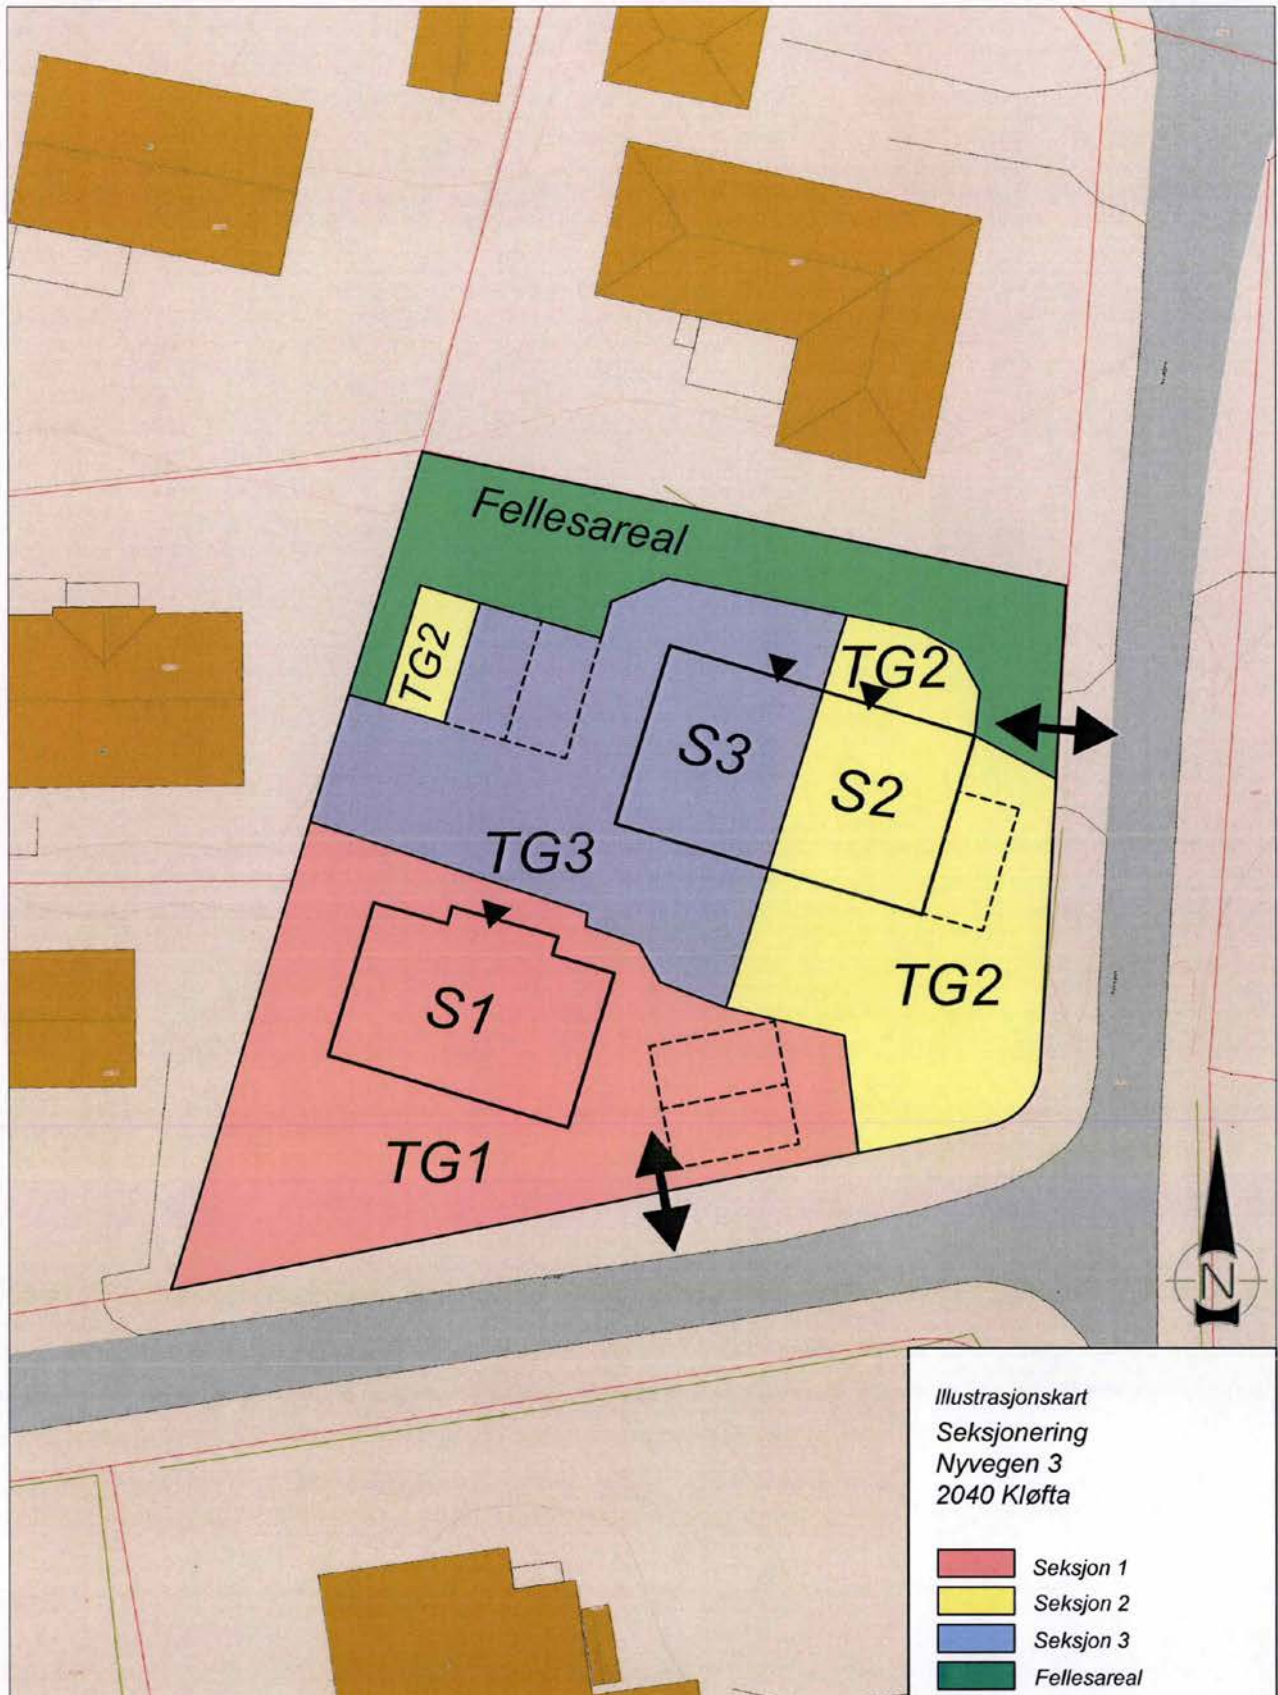 Fellesareal
TG2
TG2
S3
S2
TG3
TG2
S1
TG1
N
Illustrasjonskart
Seksjonering
Nyvegen 3
2040 Kløfta
Seksjon 1
Seksjon 2
Seksjon 3
Fellesareal